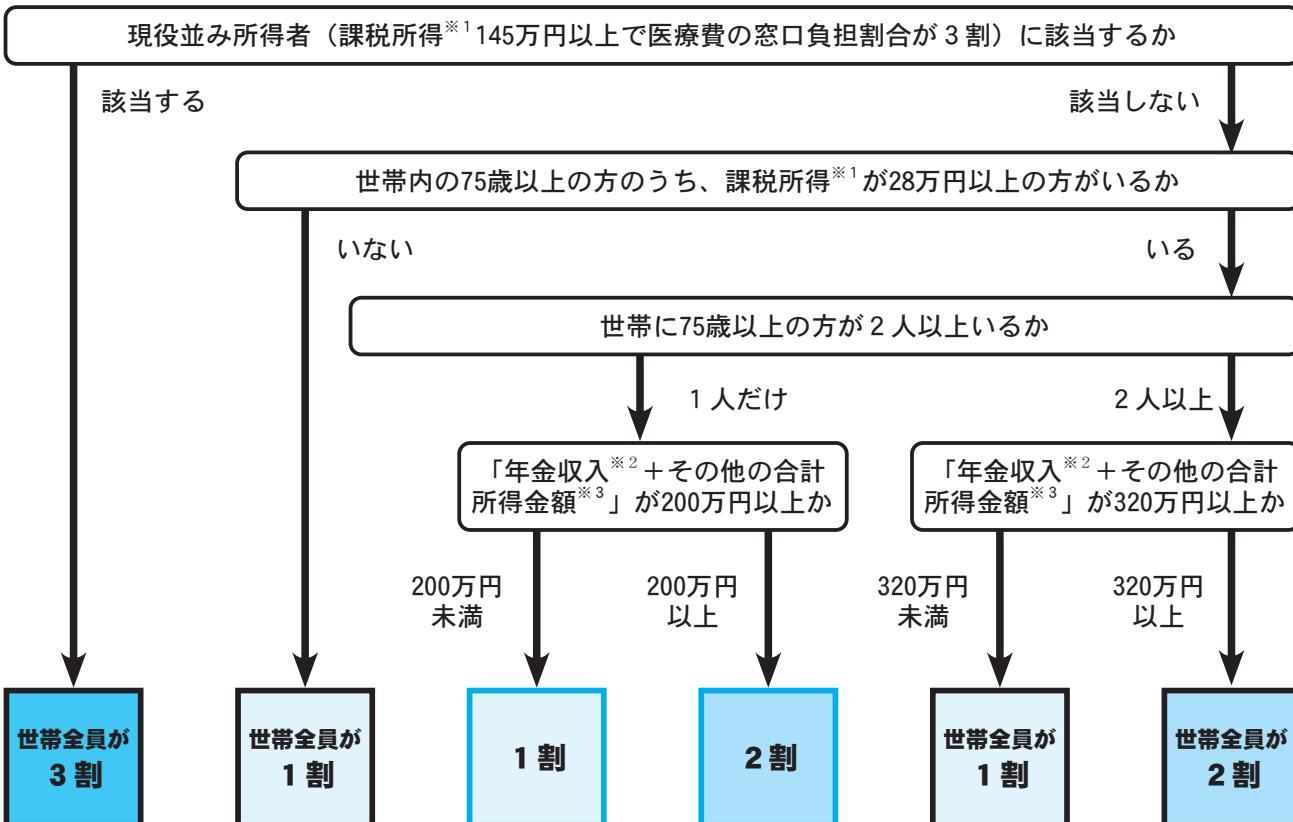 現役並み所得者（課税所得※1145万円以上で医療費の窓口負担割合が３割）に該当するか
該当する
該当しない
世帯内の75歳以上の方のうち、課税所得※1が28万円以上の方がいるか
いない
いる
世帯に75歳以上の方が２人以上いるか
１人だけ
２人以上
「年金収入※2＋その他の合計
所得金額※3」が200万円以上か
「年金収入※2＋その他の合計
所得金額※3」が320万円以上か
200万円
未満
200万円
以上
320万円
未満
320万円
以上
世帯全員が
３割
世帯全員が
１割
１割
２割
世帯全員が
１割
世帯全員が
２割